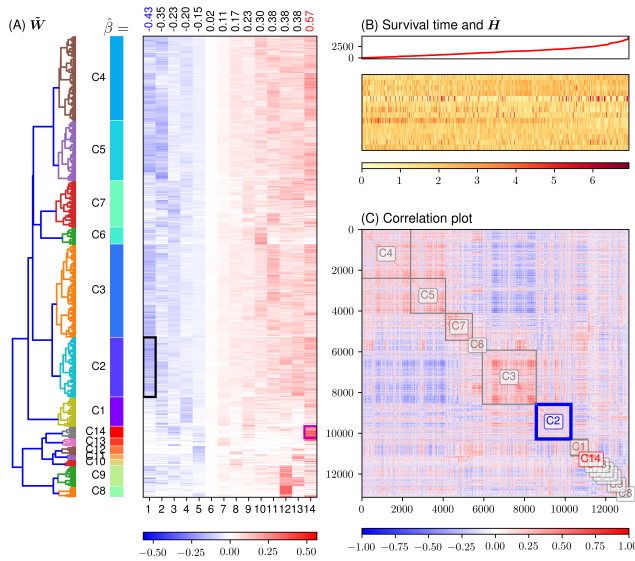 (A) W̃ β̂ =
-0.43 -0.35 -0.23 -0.20 -0.15 0.02 0.11 0.17 0.23 0.30 0.38 0.38 0.38 0.57
C4
C5
C7
C6
C3
C2
C1
C14
C13
C12
C10
C9
C8
1 2 3 4 5 6 7 8 9 10 11 12 13 14
-0.50 -0.25 0.00 0.25 0.50
(B) Survival time and Ĥ
2500
0
0 1 2 3 4 5 6
(C) Correlation plot
0
2000
4000
6000
8000
10000
12000
C4
C5
C7
C6
C3
C2
C1
C14
C8
0 2000 4000 6000 8000 10000 12000
-1.00 -0.75 -0.50 -0.25 0.00 0.25 0.50 0.75 1.00